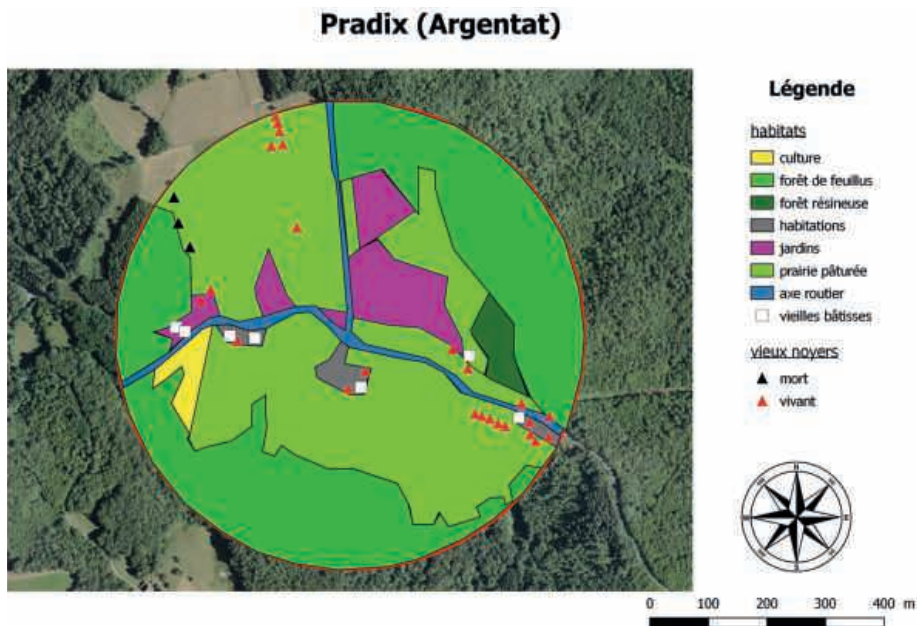 Pradix (Argentat)
Légende
habitats
culture
forêt de feuillus
forêt résineuse
habitations
jardins
prairie pâturée
axe routier
vieilles bâtisses
vieux noyers
mort
vivant
0 100 200 300 400 m